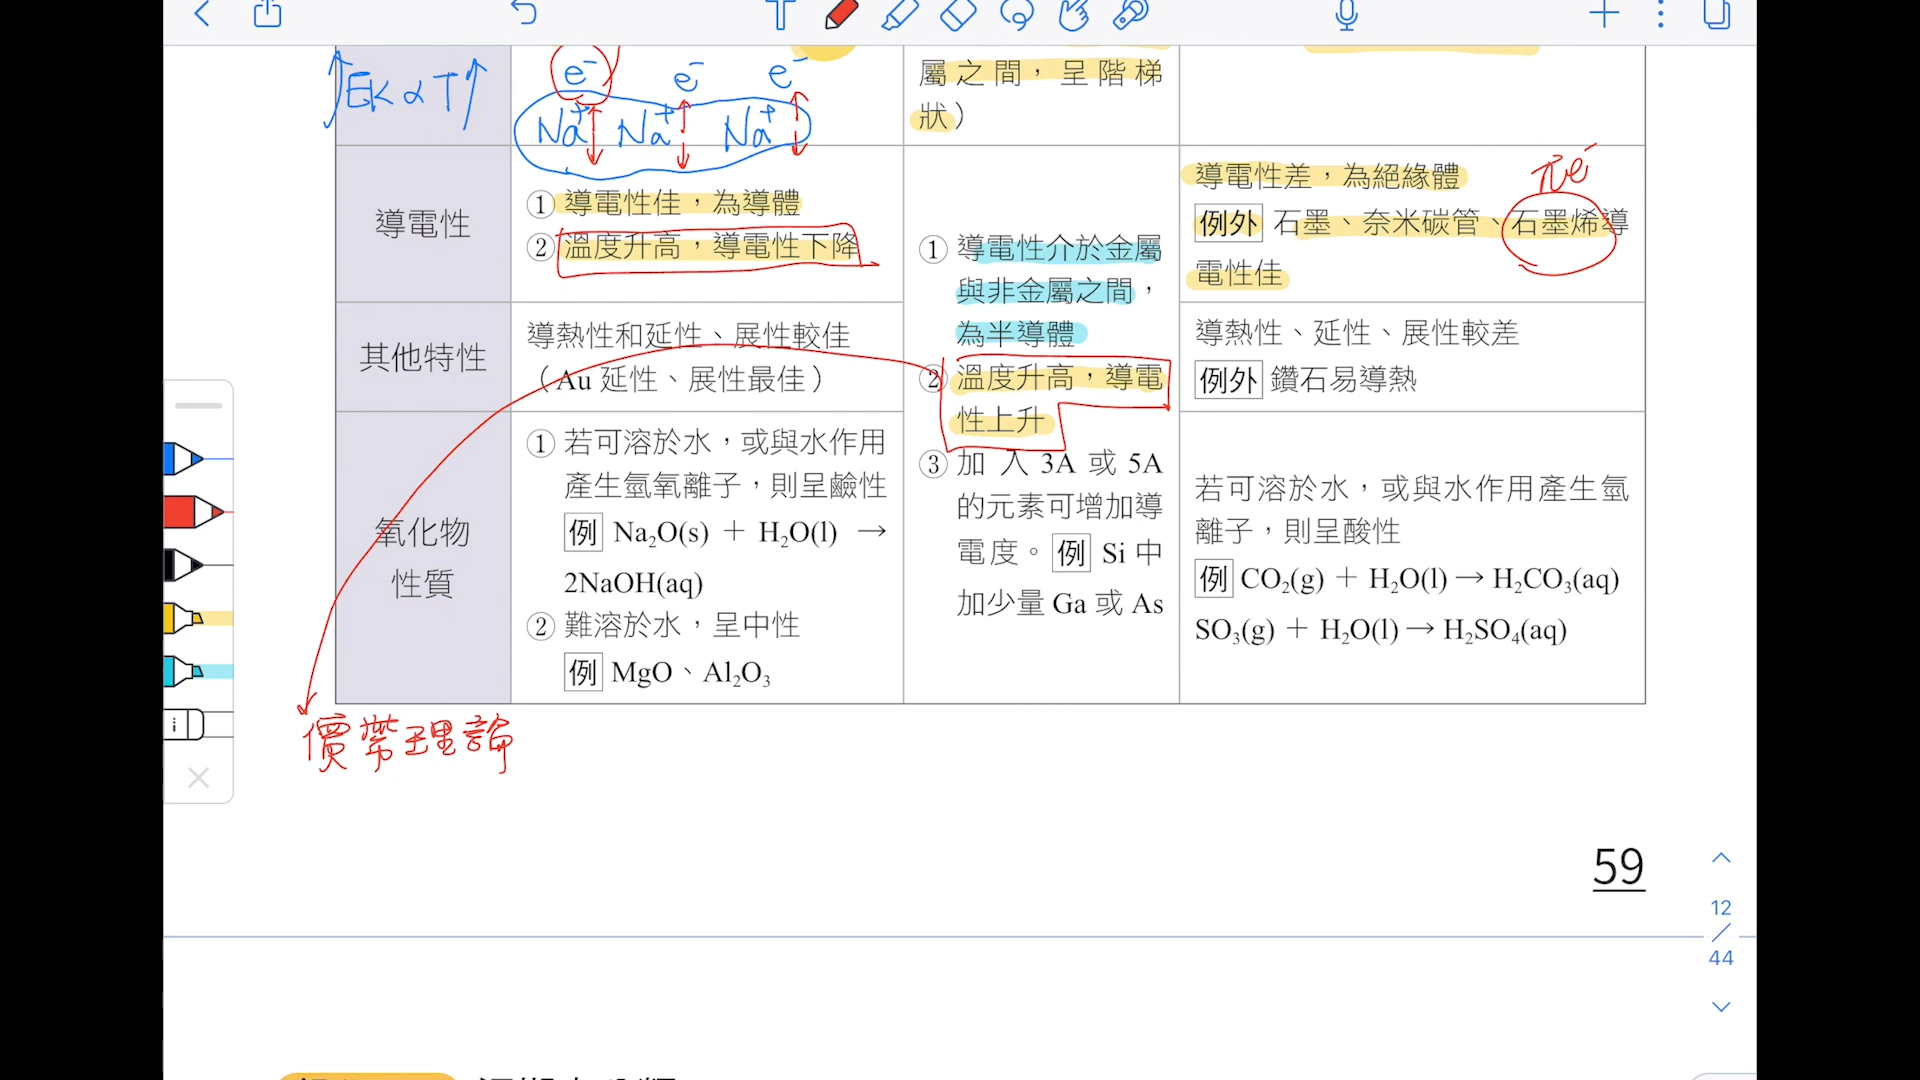 EK∝T
e⁻ e⁻ e⁻
Na⁺ Na⁺ Na⁺
屬之間，呈階梯
狀）
導電性
① 導電性佳，為導體
② 溫度升高，導電性下降
① 導電性介於金屬
與非金屬之間，
為半導體
② 溫度升高，導電
性上升
③ 加入 3A 或 5A
的元素可增加導
電度。例 Si 中
加少量 Ga 或 As
πe⁻
導電性差，為絕緣體
例外 石墨、奈米碳管、石墨烯導
電性佳
其他特性
導熱性和延性、展性較佳
（Au 延性、展性最佳）
導熱性、延性、展性較差
例外 鑽石易導熱
氧化物
性質
① 若可溶於水，或與水作用
產生氫氧離子，則呈鹼性
例 Na₂O(s) ＋ H₂O(l) →
2NaOH(aq)
② 難溶於水，呈中性
例 MgO、Al₂O₃
若可溶於水，或與水作用產生氫
離子，則呈酸性
例 CO₂(g) ＋ H₂O(l) → H₂CO₃(aq)
SO₃(g) ＋ H₂O(l) → H₂SO₄(aq)
價帶理論
59
12
/
44